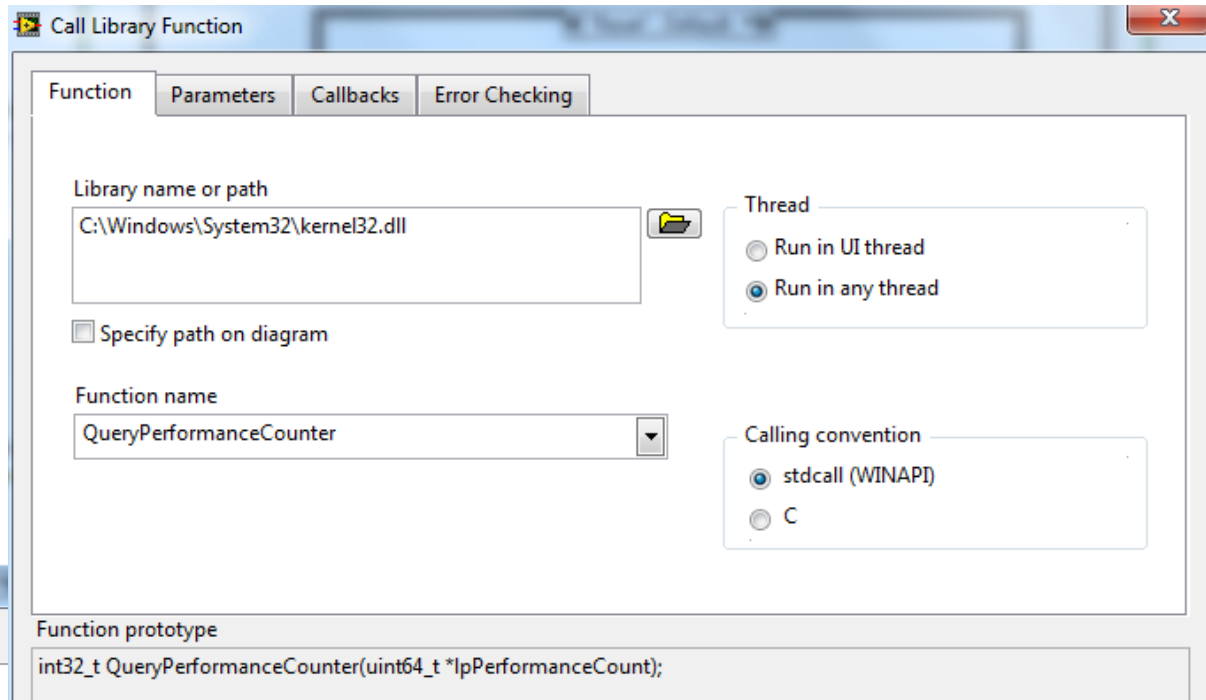 Call Library Function
Function Parameters Callbacks Error Checking
Library name or path
C:\Windows\System32\kernel32.dll
Specify path on diagram
Function name
QueryPerformanceCounter
Thread
Run in UI thread
Run in any thread
Calling convention
stdcall (WINAPI)
C
Function prototype
int32_t QueryPerformanceCounter(uint64_t *lpPerformanceCount);